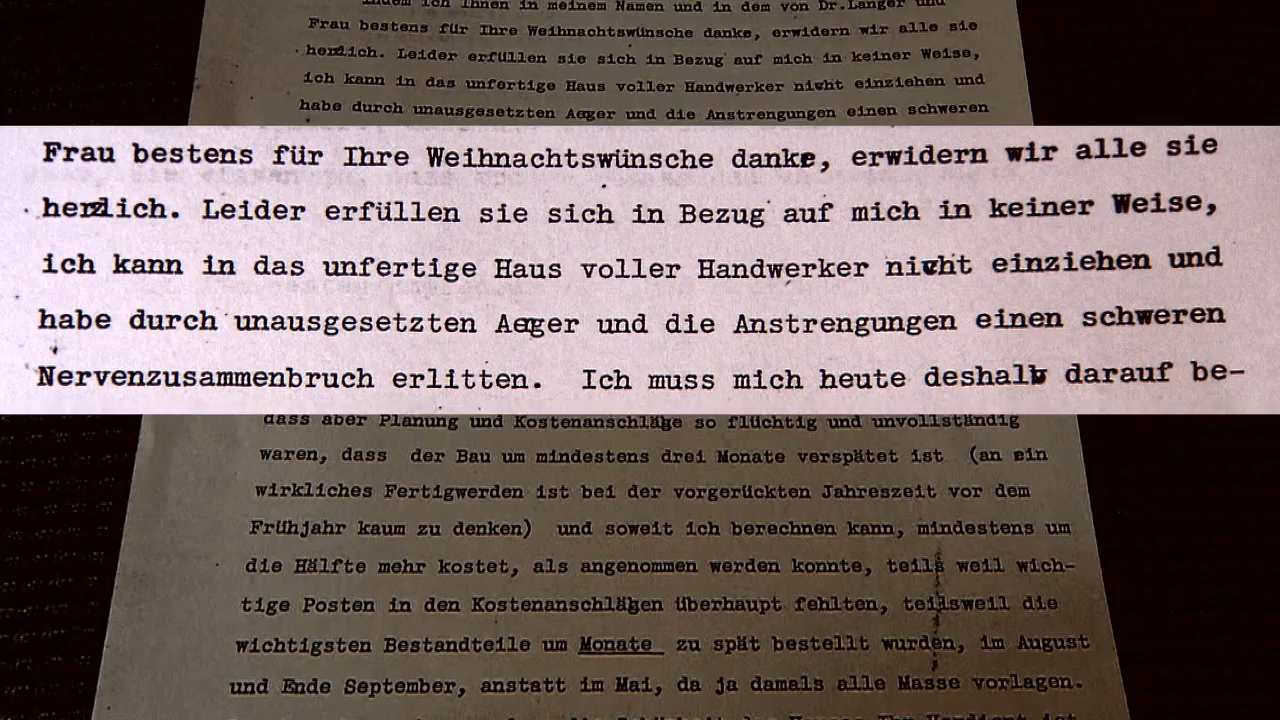 indem ich Ihnen in meinem Namen und in dem von Dr.Langer und
Frau bestens für Ihre Weihnachtswünsche danke, erwidern wir alle sie
herzlich. Leider erfüllen sie sich in Bezug auf mich in keiner Weise,
ich kann in das unfertige Haus voller Handwerker nicht einziehen und
habe durch unausgesetzten Aeger und die Anstrengungen einen schweren
Frau bestens für Ihre Weihnachtswünsche danke, erwidern wir alle sie
herzlich. Leider erfüllen sie sich in Bezug auf mich in keiner Weise,
ich kann in das unfertige Haus voller Handwerker nicht einziehen und
habe durch unausgesetzten Aeger und die Anstrengungen einen schweren
Nervenzusammenbruch erlitten. Ich muss mich heute deshalb darauf be-
dass aber Planung und Kostenanschläge so flüchtig und unvollständig
waren, dass der Bau um mindestens drei Monate verspätet ist (an ein
wirkliches Fertigwerden ist bei der vorgerückten Jahreszeit vor dem
Frühjahr kaum zu denken) und soweit ich berechnen kann, mindestens um
die Hälfte mehr kostet, als angenommen werden konnte, teils weil wich-
tige Posten in den Kostenanschlägen überhaupt fehlten, teilsweil die
wichtigsten Bestandteile um Monate zu spät bestellt wurden, im August
und Ende September, anstatt im Mai, da ja damals alle Masse vorlagen.